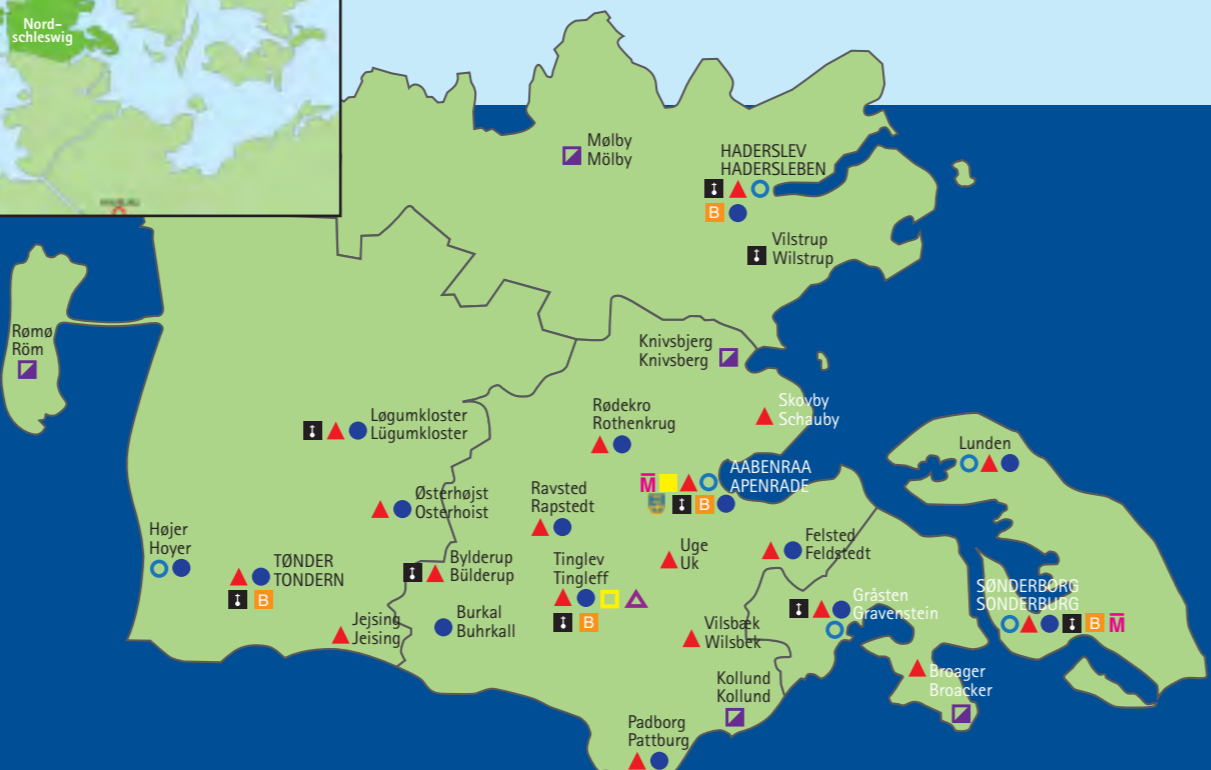 Nord-
schleswig
Mølby
Mölby
HADERSLEV
HADERSLEBEN
B
Vilstrup
Wilstrup
Rømø
Röm
Knivsbjerg
Knivsberg
Skovby
Schauby
Rødekro
Rothenkrug
Løgumkloster
Lügumkloster
Lunden
AABENRAA
APENRADE
M
B
Østerhøjst
Osterhoist
Ravsted
Rapstedt
Højer
Hoyer
TØNDER
TONDERN
B
Bylderup
Bülderup
Tinglev
Tingleff
B
Uge
Uk
Felsted
Feldstedt
Gråsten
Gravenstein
SØNDERBORG
SONDERBURG
B M
Jejsing
Jeising
Burkal
Buhrkall
Vilsbæk
Wilsbek
Broager
Broacker
Kollund
Kollund
Padborg
Pattburg